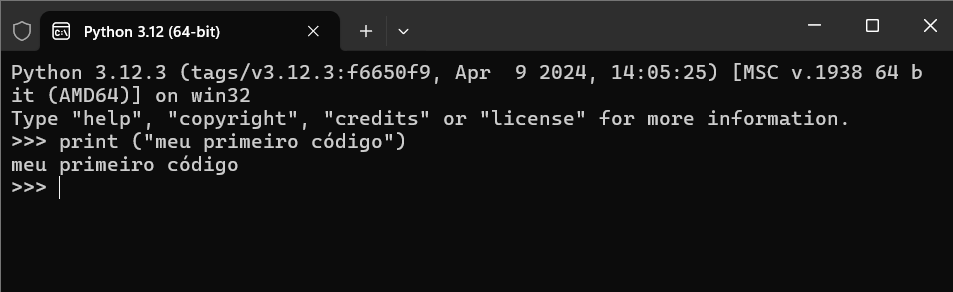 Python 3.12 (64-bit)
Python 3.12.3 (tags/v3.12.3:f6650f9, Apr  9 2024, 14:05:25) [MSC v.1938 64 b
it (AMD64)] on win32
Type "help", "copyright", "credits" or "license" for more information.
>>> print ("meu primeiro código")
meu primeiro código
>>>